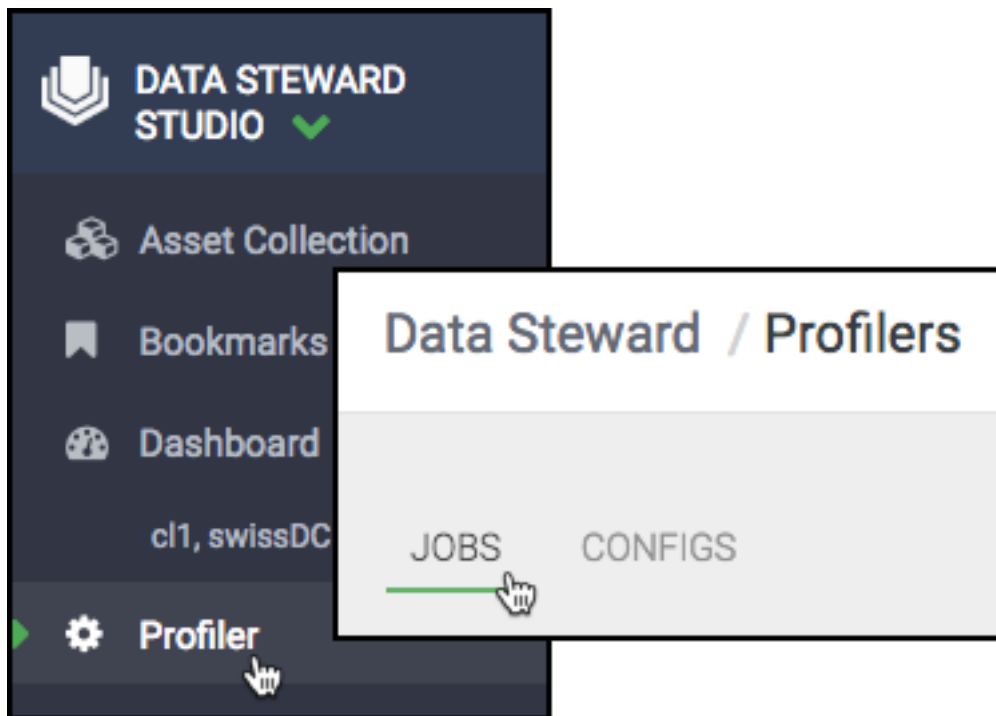 DATA STEWARD
STUDIO
Asset Collection
Bookmarks
Dashboard
cl1, swissDC
Profiler
Data Steward / Profilers
JOBS CONFIGS